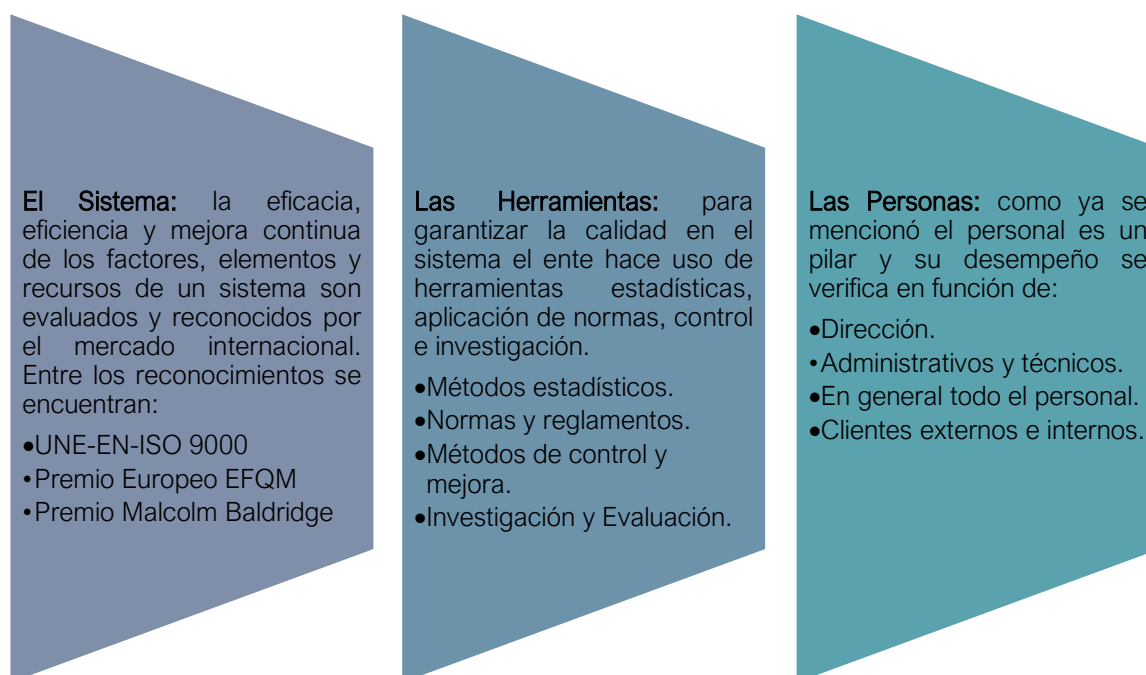 El Sistema: la eficacia,
eficiencia y mejora continua
de los factores, elementos y
recursos de un sistema son
evaluados y reconocidos por
el mercado internacional.
Entre los reconocimientos se
encuentran:
•UNE-EN-ISO 9000
•Premio Europeo EFQM
•Premio Malcolm Baldridge
Las Herramientas: para
garantizar la calidad en el
sistema el ente hace uso de
herramientas estadísticas,
aplicación de normas, control
e investigación.
•Métodos estadísticos.
•Normas y reglamentos.
•Métodos de control y
mejora.
•Investigación y Evaluación.
Las Personas: como ya se
mencionó el personal es un
pilar y su desempeño se
verifica en función de:
•Dirección.
•Administrativos y técnicos.
•En general todo el personal.
•Clientes externos e internos.